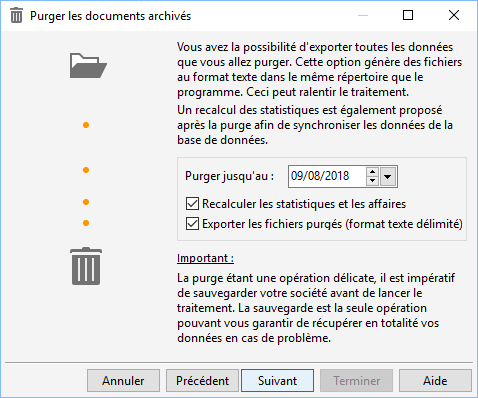 Purger les documents archivés
Vous avez la possibilité d'exporter toutes les données
que vous allez purger. Cette option génère des fichiers
au format texte dans le même répertoire que le
programme. Ceci peut ralentir le traitement.
Un recalcul des statistiques est également proposé
après la purge afin de synchroniser les données de la
base de données.
Purger jusqu'au : 09/08/2018
Recalculer les statistiques et les affaires
Exporter les fichiers purgés (format texte délimité)
Important :
La purge étant une opération délicate, il est impératif
de sauvegarder votre société avant de lancer le
traitement. La sauvegarde est la seule opération
pouvant vous garantir de récupérer en totalité vos
données en cas de problème.
Annuler Précédent Suivant Terminer Aide